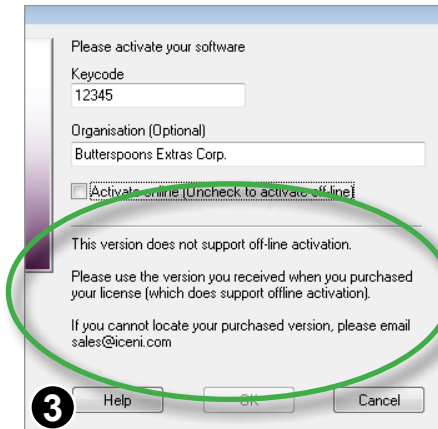 Please activate your software
Keycode
12345
Organisation (Optional)
Butterspoons Extras Corp.
Activate online (Uncheck to activate off-line)
This version does not support off-line activation.
Please use the version you received when you purchased
your license (which does support offline activation).
If you cannot locate your purchased version, please email
sales@iceni.com
3
Help
OK
Cancel